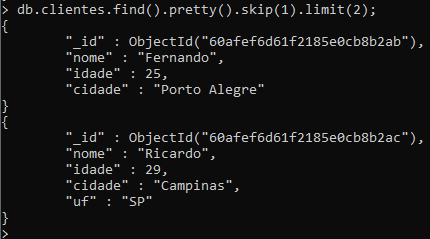 > db.clientes.find().pretty().skip(1).limit(2);
{
        "_id" : ObjectId("60afef6d61f2185e0cb8b2ab"),
        "nome" : "Fernando",
        "idade" : 25,
        "cidade" : "Porto Alegre"
}
{
        "_id" : ObjectId("60afef6d61f2185e0cb8b2ac"),
        "nome" : "Ricardo",
        "idade" : 29,
        "cidade" : "Campinas",
        "uf" : "SP"
}
>